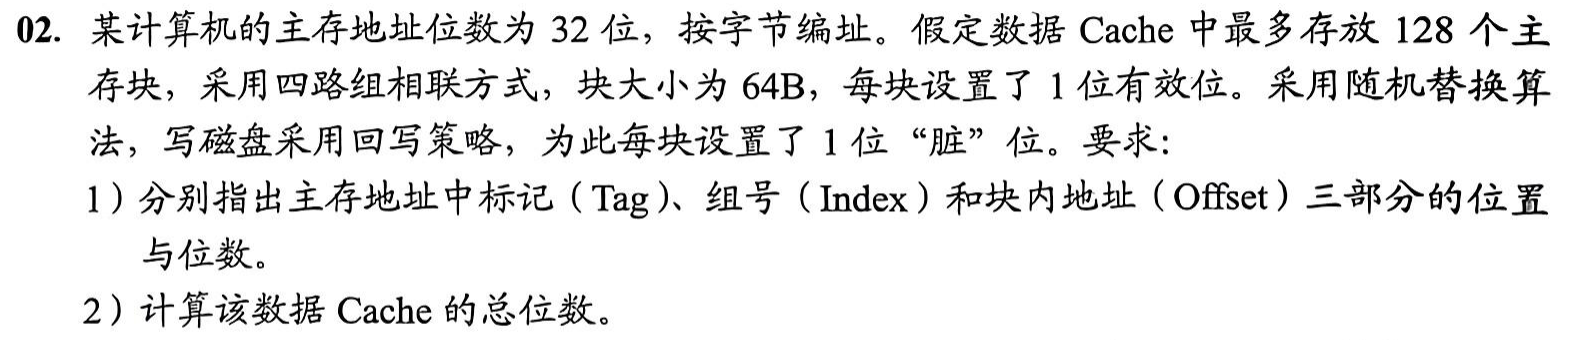 02. 某计算机的主存地址位数为 32 位，按字节编址。假定数据 Cache 中最多存放 128 个主
存块，采用四路组相联方式，块大小为 64B，每块设置了 1 位有效位。采用随机替换算
法，写磁盘采用回写策略，为此每块设置了 1 位“脏”位。要求：
1）分别指出主存地址中标记（Tag）、组号（Index）和块内地址（Offset）三部分的位置
与位数。
2）计算该数据 Cache 的总位数。